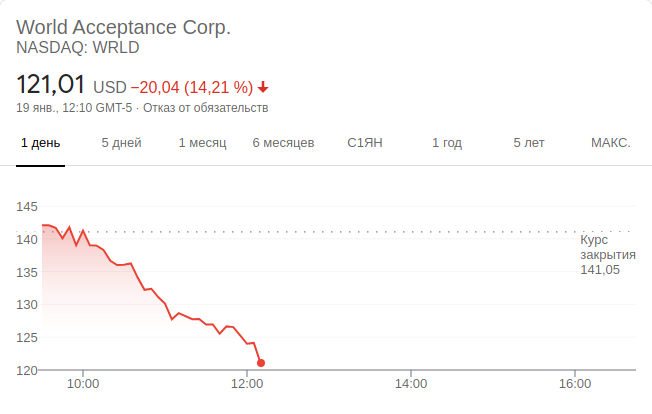 World Acceptance Corp.
NASDAQ: WRLD
121,01 USD −20,04 (14,21 %)
19 янв., 12:10 GMT-5 · Отказ от обязательств
1 день 5 дней 1 месяц 6 месяцев С1ЯН 1 год 5 лет МАКС.
145
140
135
130
125
120
Курс
закрытия
141,05
10:00 12:00 14:00 16:00